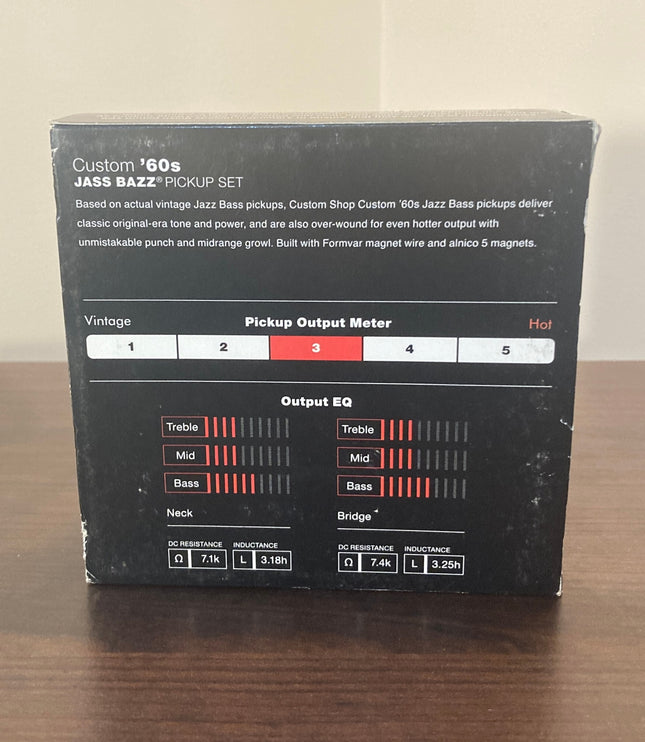 Custom '60s
JASS BAZZ® PICKUP SET
Based on actual vintage Jazz Bass pickups, Custom Shop Custom '60s Jazz Bass pickups deliver
classic original-era tone and power, and are also over-wound for even hotter output with
unmistakable punch and midrange growl. Built with Formvar magnet wire and alnico 5 magnets.
Vintage Pickup Output Meter Hot
1 2 3 4 5
Output EQ
Treble Treble
Mid Mid
Bass Bass
Neck Bridge
DC RESISTANCE INDUCTANCE DC RESISTANCE INDUCTANCE
Ω 7.1k L 3.18h Ω 7.4k L 3.25h